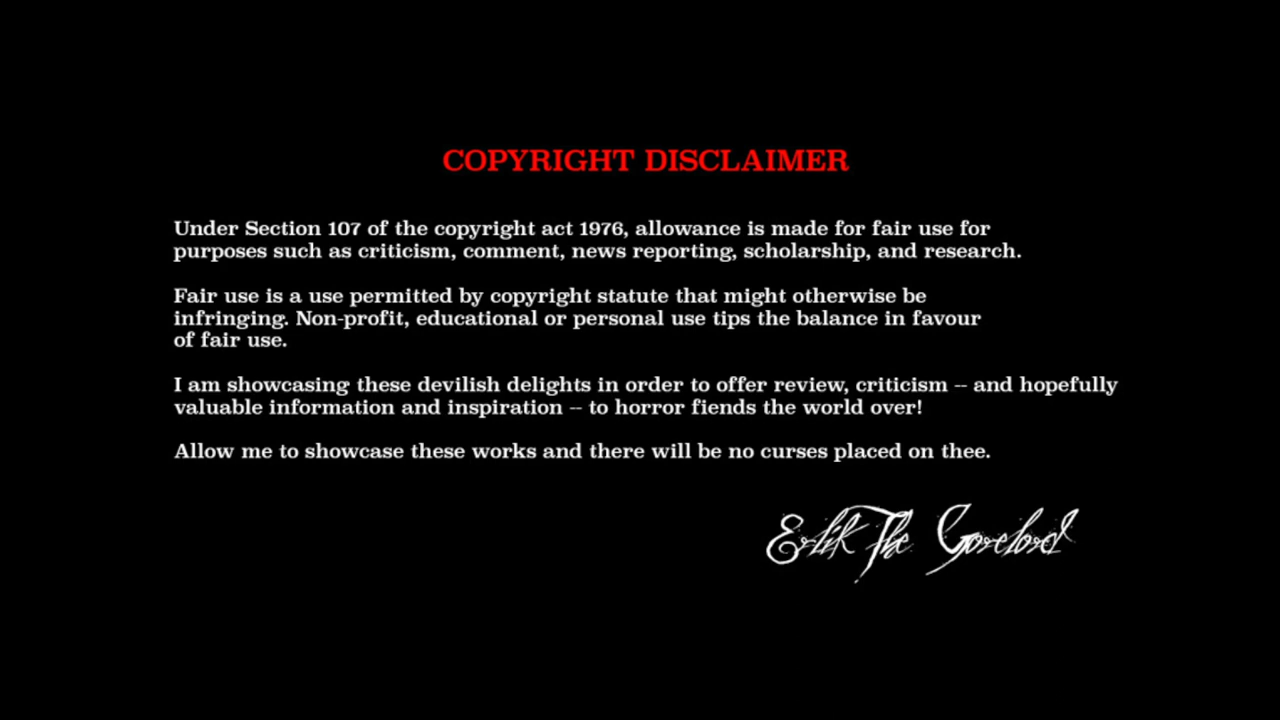 COPYRIGHT DISCLAIMER
Under Section 107 of the copyright act 1976, allowance is made for fair use for
purposes such as criticism, comment, news reporting, scholarship, and research.
Fair use is a use permitted by copyright statute that might otherwise be
infringing. Non-profit, educational or personal use tips the balance in favour
of fair use.
I am showcasing these devilish delights in order to offer review, criticism -- and hopefully
valuable information and inspiration -- to horror fiends the world over!
Allow me to showcase these works and there will be no curses placed on thee.
Erlik The Gorelord